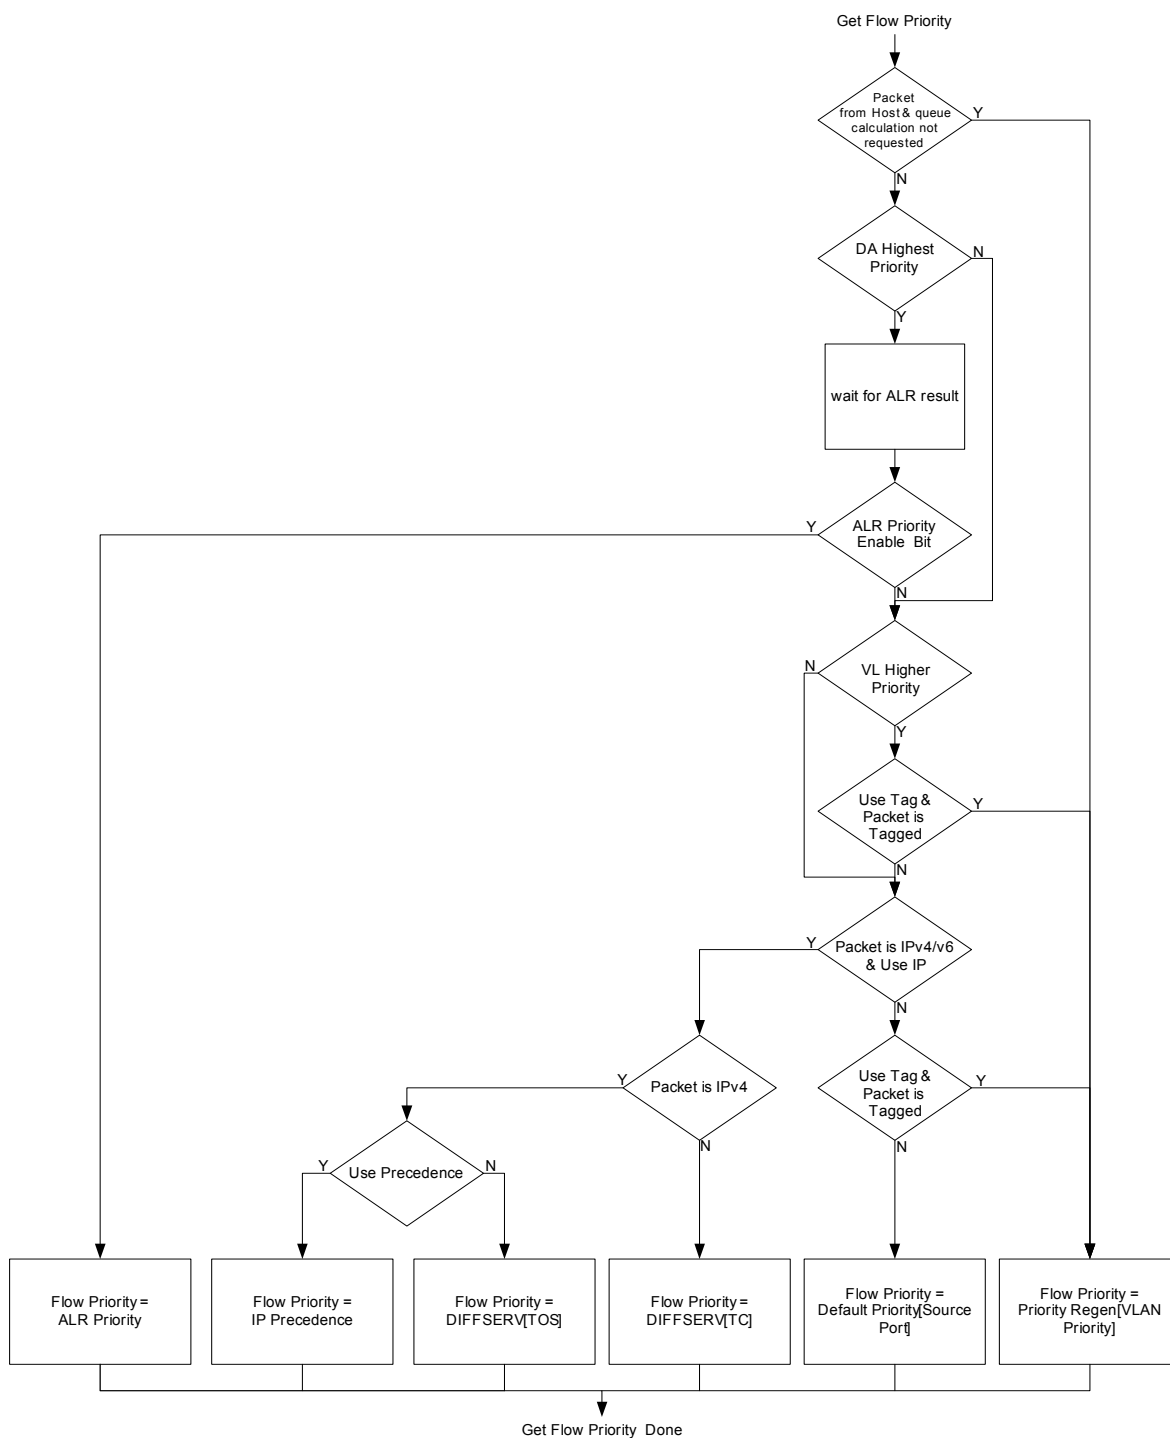 Get Flow Priority
Packet
from Host & queue
calculation not
requested
Y
N
DA Highest
Priority
N
Y
wait for ALR result
ALR Priority
Enable Bit
Y
N
VL Higher
Priority
N
Y
Use Tag &
Packet is
Tagged
Y
N
Packet is IPv4/v6
& Use IP
Y
N
Packet is IPv4
Y
N
Use Tag &
Packet is
Tagged
Y
N
Use Precedence
Y
N
Flow Priority =
ALR Priority
Flow Priority =
IP Precedence
Flow Priority =
DIFFSERV[TOS]
Flow Priority =
DIFFSERV[TC]
Flow Priority =
Default Priority[Source
Port]
Flow Priority =
Priority Regen[VLAN
Priority]
Get Flow Priority Done